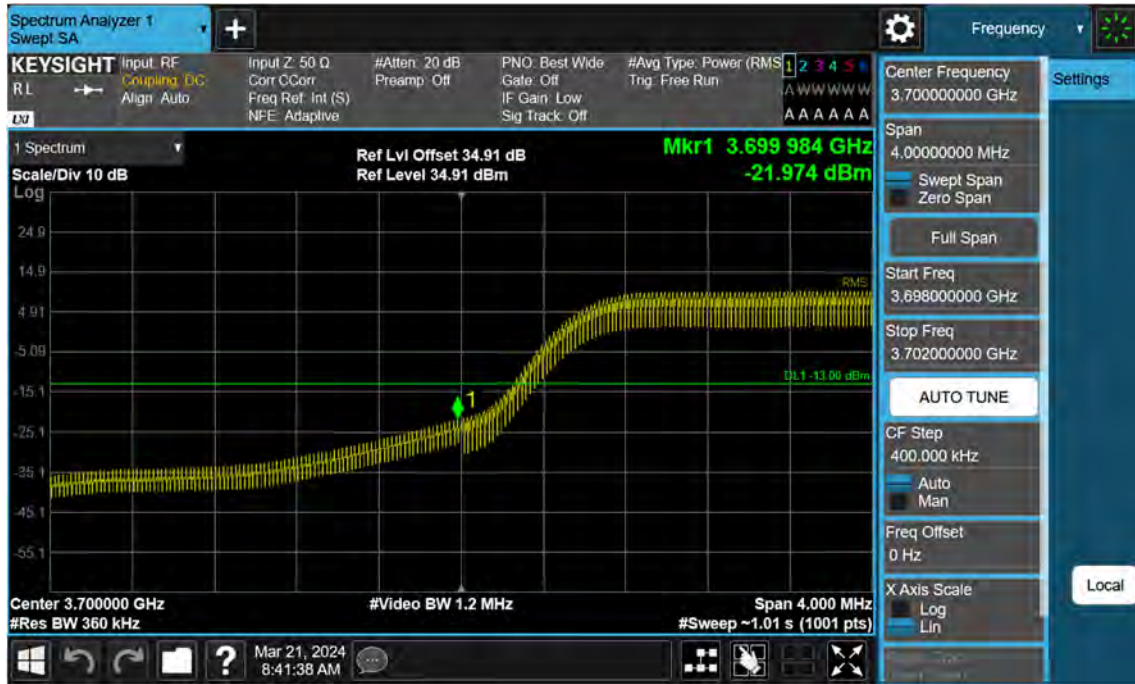 Spectrum Analyzer 1
Swept SA
+
Frequency
KEYSIGHT
RL
LXI
Input: RF
Coupling: DC
Align: Auto
Input Z: 50 Ω
Corr CCorr
Freq Ref: Int (S)
NFE: Adaptive
#Atten: 20 dB
Preamp: Off
PNO: Best Wide
Gate: Off
IF Gain: Low
Sig Track: Off
#Avg Type: Power (RMS
Trig: Free Run
1 2 3 4 5 6
A W W W W W
A A A A A A
1 Spectrum
Scale/Div 10 dB
Ref Lvl Offset 34.91 dB
Ref Level 34.91 dBm
Mkr1 3.699 984 GHz
-21.974 dBm
Log
24.9
14.9
4.91
-5.09
-15.1
-25.1
-35.1
-45.1
-55.1
RMS
DL1 -13.00 dBm
1
Center 3.700000 GHz
#Res BW 360 kHz
#Video BW 1.2 MHz
Span 4.000 MHz
#Sweep ~1.01 s (1001 pts)
Center Frequency
3.700000000 GHz
Span
4.00000000 MHz
Swept Span
Zero Span
Full Span
Start Freq
3.698000000 GHz
Stop Freq
3.702000000 GHz
AUTO TUNE
CF Step
400.000 kHz
Auto
Man
Freq Offset
0 Hz
X Axis Scale
Log
Lin
Settings
Local
?
Mar 21, 2024
8:41:38 AM